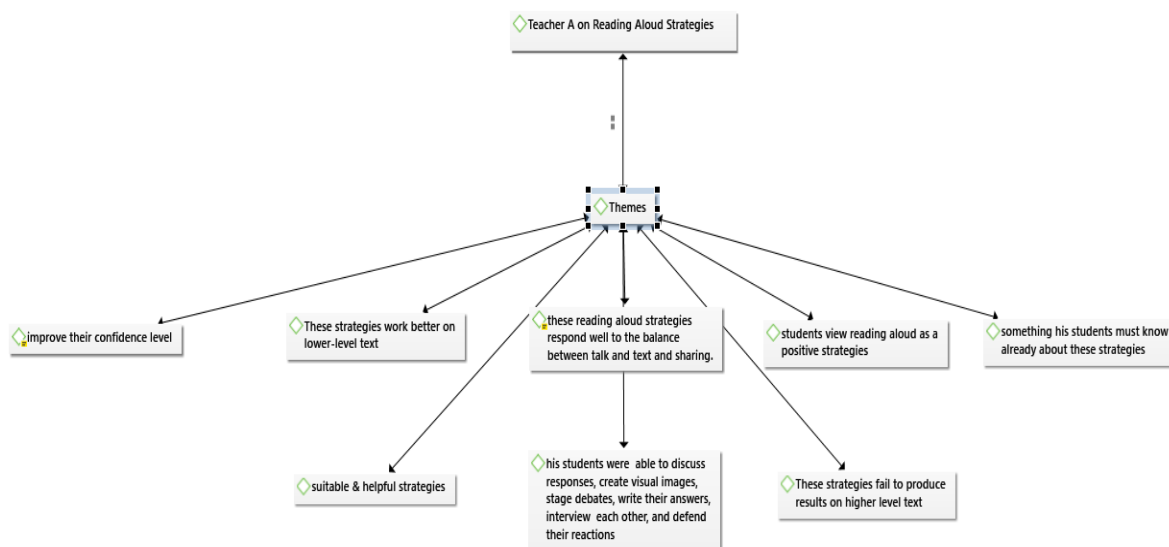 Teacher A on Reading Aloud Strategies
Themes
improve their confidence level
These strategies work better on
lower-level text
these reading aloud strategies
respond well to the balance
between talk and text and sharing.
students view reading aloud as a
positive strategies
something his students must know
already about these strategies
suitable & helpful strategies
his students were able to discuss
responses, create visual images,
stage debates, write their answers,
interview each other, and defend
their reactions
These strategies fail to produce
results on higher level text